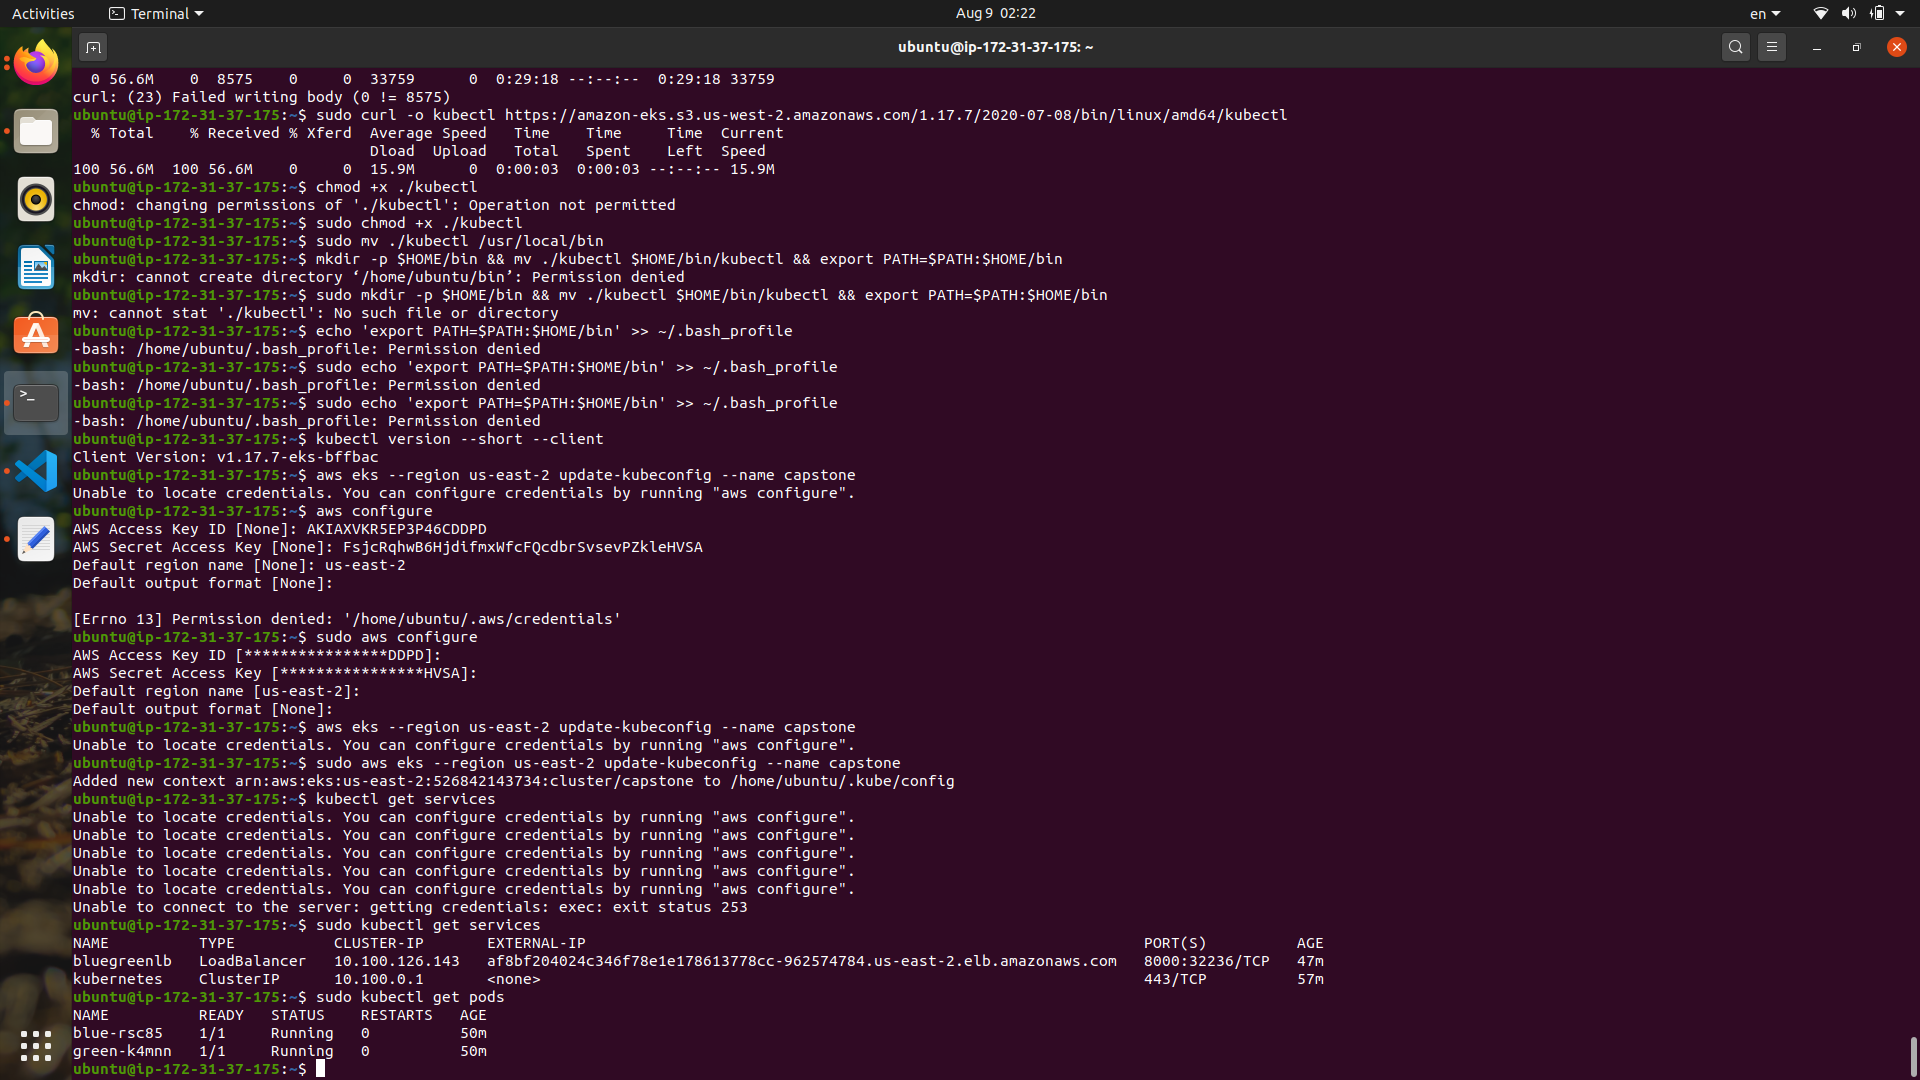 Activities Terminal Aug 9 02:22 en
ubuntu@ip-172-31-37-175: ~
0 56.6M 0 8575 0 0 33759 0 0:29:18 --:--:-- 0:29:18 33759
curl: (23) Failed writing body (0 != 8575)
ubuntu@ip-172-31-37-175:~$ sudo curl -o kubectl https://amazon-eks.s3.us-west-2.amazonaws.com/1.17.7/2020-07-08/bin/linux/amd64/kubectl
% Total % Received % Xferd Average Speed Time Time Time Current
Dload Upload Total Spent Left Speed
100 56.6M 100 56.6M 0 0 15.9M 0 0:00:03 0:00:03 --:--:-- 15.9M
ubuntu@ip-172-31-37-175:~$ chmod +x ./kubectl
chmod: changing permissions of './kubectl': Operation not permitted
ubuntu@ip-172-31-37-175:~$ sudo chmod +x ./kubectl
ubuntu@ip-172-31-37-175:~$ sudo mv ./kubectl /usr/local/bin
ubuntu@ip-172-31-37-175:~$ mkdir -p $HOME/bin && mv ./kubectl $HOME/bin/kubectl && export PATH=$PATH:$HOME/bin
mkdir: cannot create directory ‘/home/ubuntu/bin’: Permission denied
ubuntu@ip-172-31-37-175:~$ sudo mkdir -p $HOME/bin && mv ./kubectl $HOME/bin/kubectl && export PATH=$PATH:$HOME/bin
mv: cannot stat './kubectl': No such file or directory
ubuntu@ip-172-31-37-175:~$ echo 'export PATH=$PATH:$HOME/bin' >> ~/.bash_profile
-bash: /home/ubuntu/.bash_profile: Permission denied
ubuntu@ip-172-31-37-175:~$ sudo echo 'export PATH=$PATH:$HOME/bin' >> ~/.bash_profile
-bash: /home/ubuntu/.bash_profile: Permission denied
ubuntu@ip-172-31-37-175:~$ sudo echo 'export PATH=$PATH:$HOME/bin' >> ~/.bash_profile
-bash: /home/ubuntu/.bash_profile: Permission denied
ubuntu@ip-172-31-37-175:~$ kubectl version --short --client
Client Version: v1.17.7-eks-bffbac
ubuntu@ip-172-31-37-175:~$ aws eks --region us-east-2 update-kubeconfig --name capstone
Unable to locate credentials. You can configure credentials by running "aws configure".
ubuntu@ip-172-31-37-175:~$ aws configure
AWS Access Key ID [None]: AKIAXVKR5EP3P46CDDPD
AWS Secret Access Key [None]: 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
Default region name [None]: us-east-2
Default output format [None]:
[Errno 13] Permission denied: '/home/ubuntu/.aws/credentials'
ubuntu@ip-172-31-37-175:~$ sudo aws configure
AWS Access Key ID [****************DDPD]:
AWS Secret Access Key [****************HVSA]:
Default region name [us-east-2]:
Default output format [None]:
ubuntu@ip-172-31-37-175:~$ aws eks --region us-east-2 update-kubeconfig --name capstone
Unable to locate credentials. You can configure credentials by running "aws configure".
ubuntu@ip-172-31-37-175:~$ sudo aws eks --region us-east-2 update-kubeconfig --name capstone
Added new context arn:aws:eks:us-east-2:526842143734:cluster/capstone to /home/ubuntu/.kube/config
ubuntu@ip-172-31-37-175:~$ kubectl get services
Unable to locate credentials. You can configure credentials by running "aws configure".
Unable to locate credentials. You can configure credentials by running "aws configure".
Unable to locate credentials. You can configure credentials by running "aws configure".
Unable to locate credentials. You can configure credentials by running "aws configure".
Unable to locate credentials. You can configure credentials by running "aws configure".
Unable to connect to the server: getting credentials: exec: exit status 253
ubuntu@ip-172-31-37-175:~$ sudo kubectl get services
NAME TYPE CLUSTER-IP EXTERNAL-IP PORT(S) AGE
bluegreenlb LoadBalancer 10.100.126.143 af8bf204024c346f78e1e178613778cc-962574784.us-east-2.elb.amazonaws.com 8000:32236/TCP 47m
kubernetes ClusterIP 10.100.0.1 <none> 443/TCP 57m
ubuntu@ip-172-31-37-175:~$ sudo kubectl get pods
NAME READY STATUS RESTARTS AGE
blue-rsc85 1/1 Running 0 50m
green-k4mnn 1/1 Running 0 50m
ubuntu@ip-172-31-37-175:~$